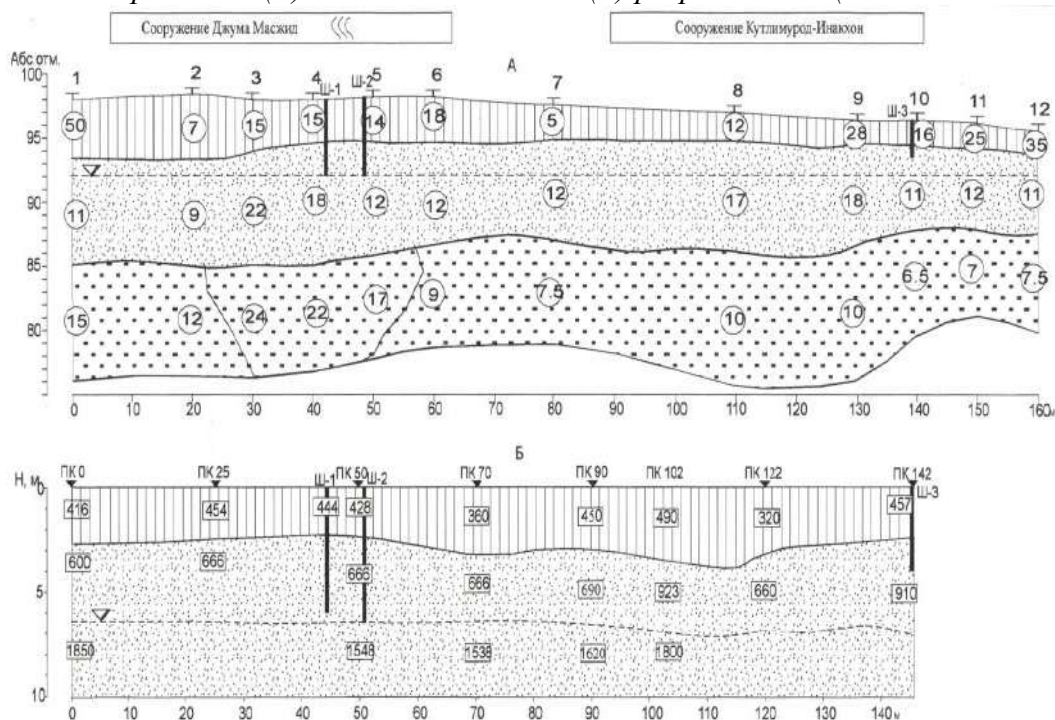 Сооружение Джума Масжид Сооружение Кутлимурод-Инакхон
Абс.отм. А
100
1 2 3 4 Ш-1 Ш-2 5 6 7 8 9 Ш-3 10 11 12
50 7 15 15 14 18 5 12 28 16 25 35
95
90
11 9 22 18 12 12 12 17 18 11 12 11
85
15 12 24 22 17 9 7.5 10 10 6.5 7 7.5
80
0 10 20 30 40 50 60 70 80 90 100 110 120 130 140 150 160м
Б
Н, м ПК 0 ПК 25 Ш-1 ПК 50 Ш-2 ПК 70 ПК 90 ПК 102 ПК 122 ПК 142
0
416 454 444 428 360 490 320 457 Ш-3
600 666 666 666 690 923 660 910
5
1850 1548 1538 1620 1800
10
0 10 20 30 40 50 60 70 80 90 100 110 120 130 140 м